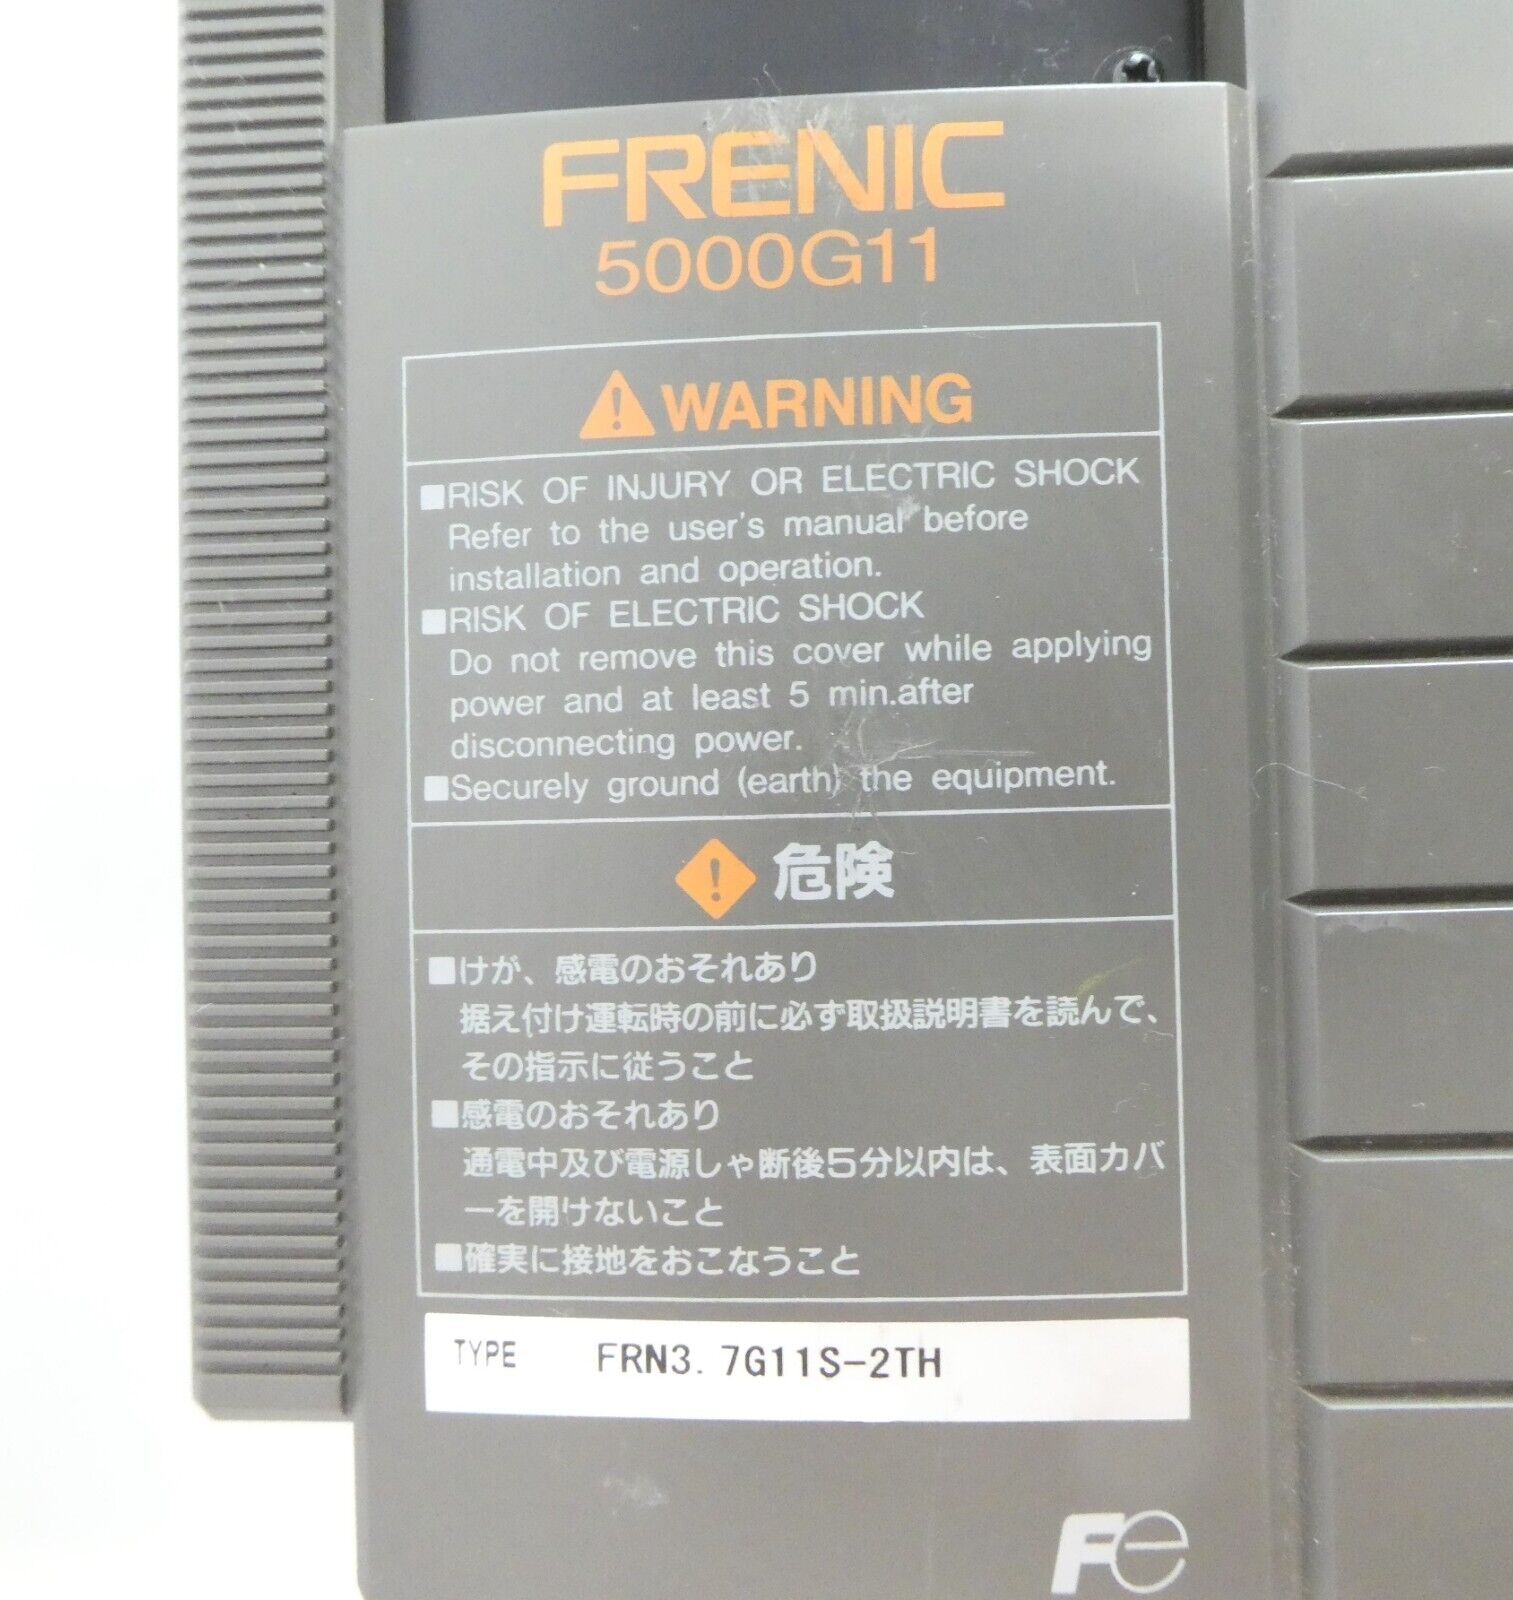 FRENIC
5000G11
WARNING
■RISK OF INJURY OR ELECTRIC SHOCK
Refer to the user's manual before
installation and operation.
■RISK OF ELECTRIC SHOCK
Do not remove this cover while applying
power and at least 5 min.after
disconnecting power.
■Securely ground (earth) the equipment.
危険
■けが、感電のおそれあり
据え付け運転時の前に必ず取扱説明書を読んで、
その指示に従うこと
■感電のおそれあり
通電中及び電源しゃ断後5分以内は、表面カバ
ーを開けないこと
■確実に接地をおこなうこと
TYPE FRN3.7G11S-2TH
Fe